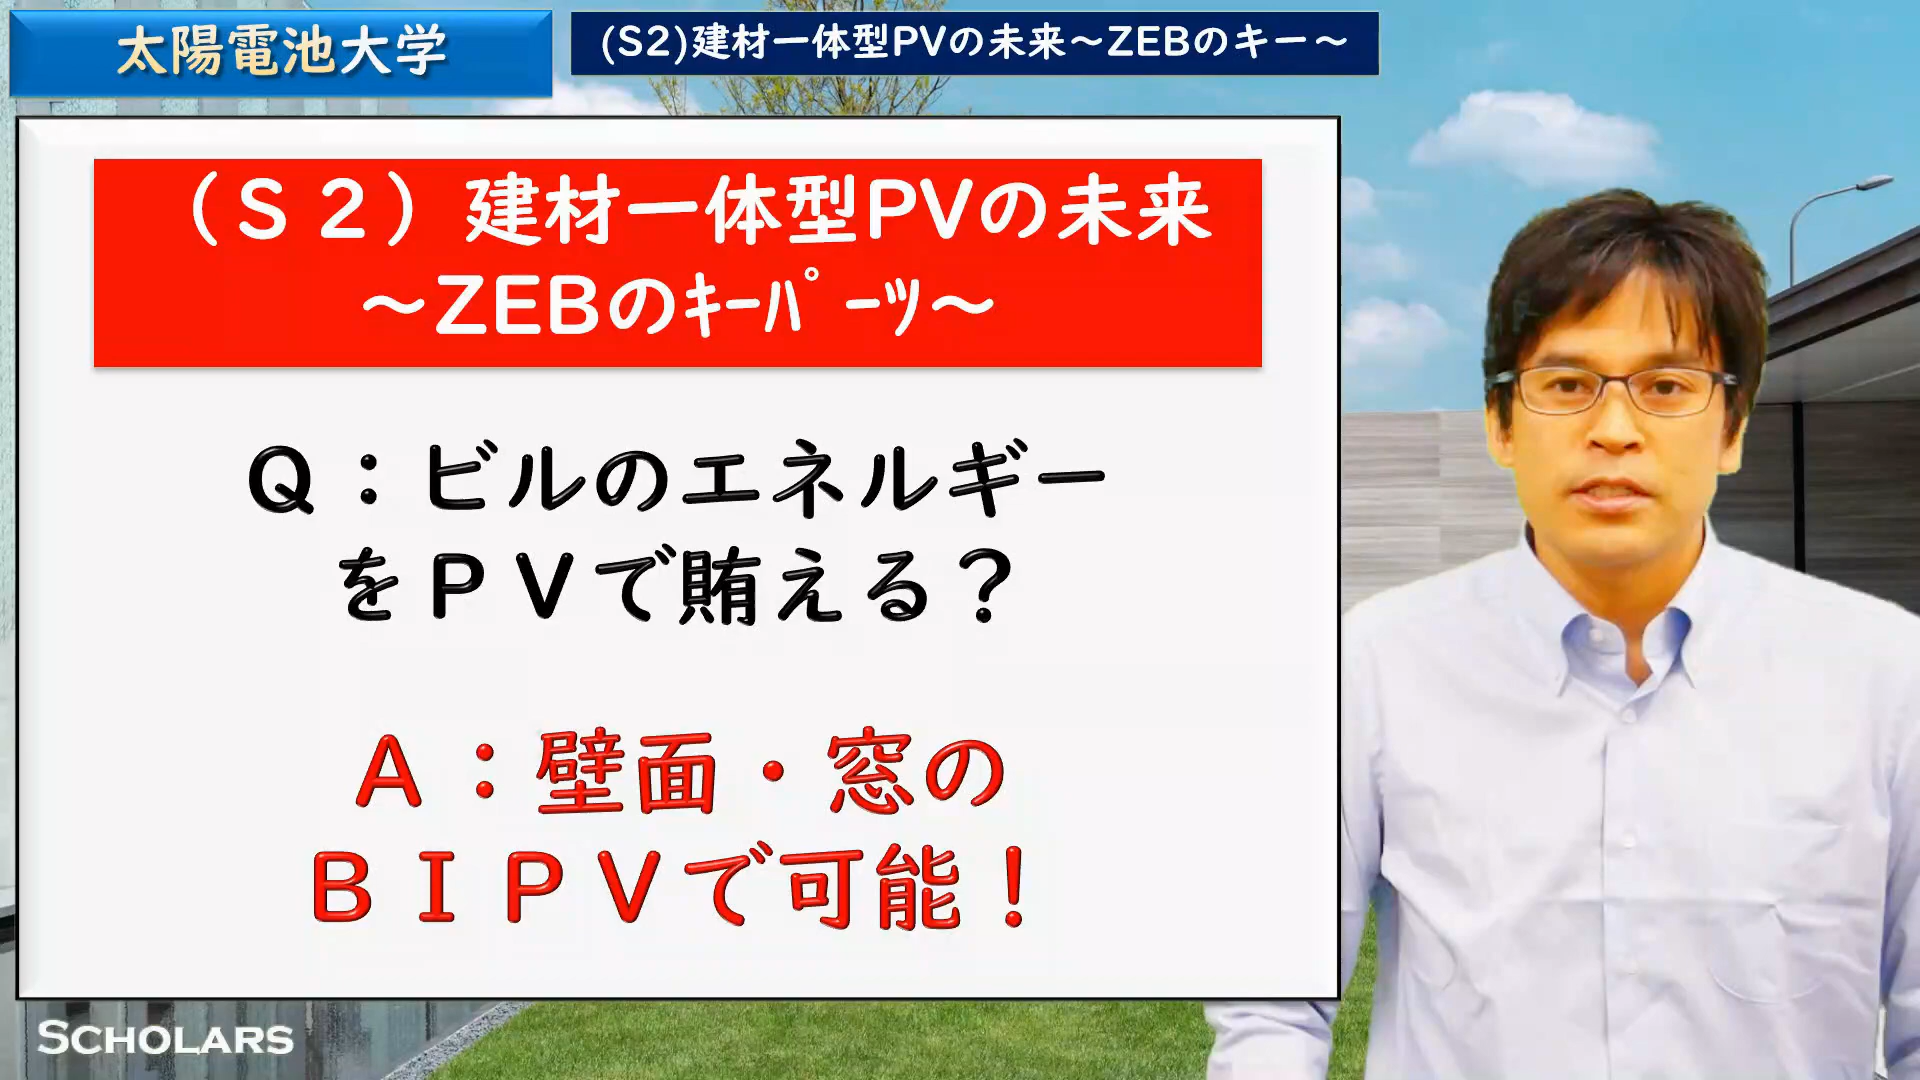 太陽電池大学
(S2)建材一体型PVの未来～ZEBのキー～
（Ｓ２）建材一体型PVの未来
～ZEBのｷｰﾊﾟｰﾂ～
Ｑ：ビルのエネルギー
をＰＶで賄える？
Ａ：壁面・窓の
ＢＩＰＶで可能！
SCHOLARS